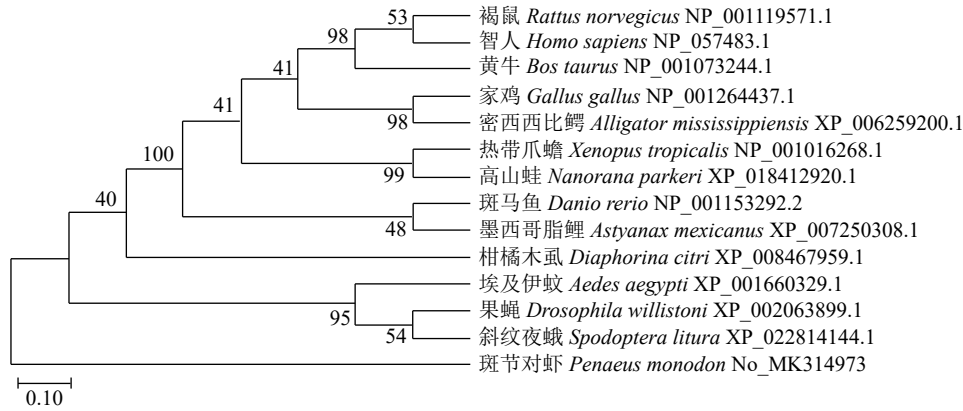 53
褐鼠 Rattus norvegicus NP_001119571.1
98
智人 Homo sapiens NP_057483.1
41
黄牛 Bos taurus NP_001073244.1
家鸡 Gallus gallus NP_001264437.1
41
98
密西西比鳄 Alligator mississippiensis XP_006259200.1
热带爪蟾 Xenopus tropicalis NP_001016268.1
100
99
高山蛙 Nanorana parkeri XP_018412920.1
斑马鱼 Danio rerio NP_001153292.2
40
48
墨西哥脂鲤 Astyanax mexicanus XP_007250308.1
柑橘木虱 Diaphorina citri XP_008467959.1
埃及伊蚊 Aedes aegypti XP_001660329.1
95
果蝇 Drosophila willistoni XP_002063899.1
54
斜纹夜蛾 Spodoptera litura XP_022814144.1
斑节对虾 Penaeus monodon No_MK314973
0.10